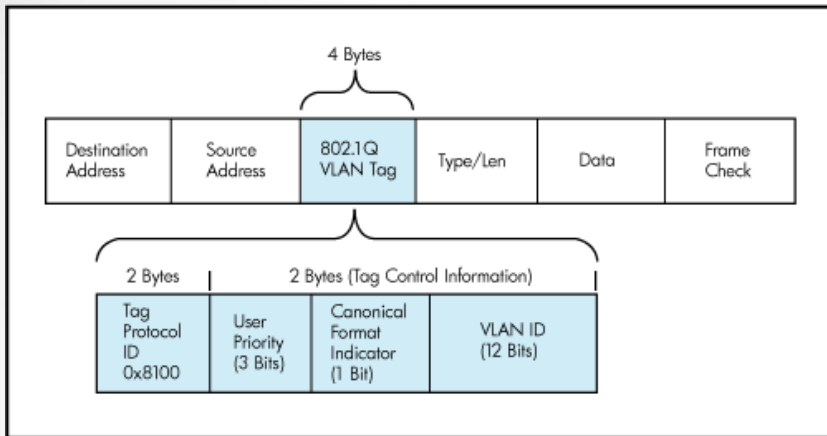 4 Bytes
Destination
Address
Source
Address
802.1Q
VLAN Tag
Type/Len
Data
Frame
Check
2 Bytes
2 Bytes (Tag Control Information)
Tag
Protocol
ID
0x8100
User
Priority
(3 Bits)
Canonical
Format
Indicator
(1 Bit)
VLAN ID
(12 Bits)